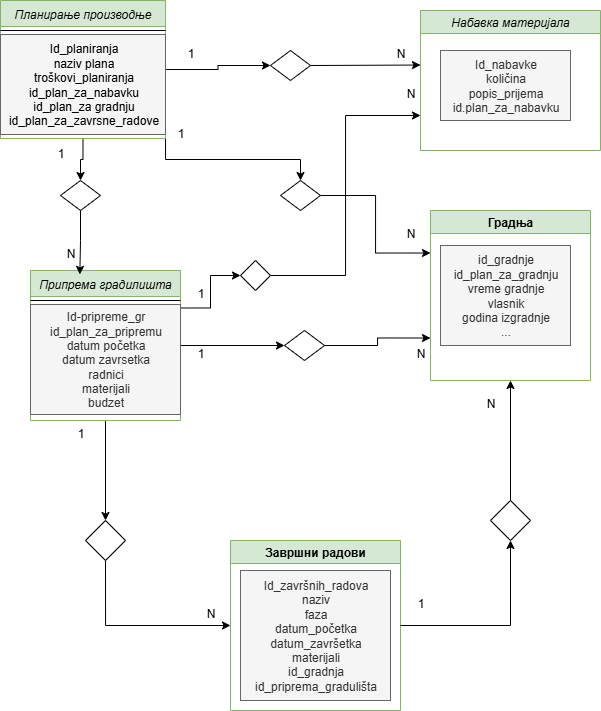 Планирање производње
Id_planiranja
naziv plana
troškovi_planiranja
id_plan_za_nabavku
id_plan_za gradnju
id_plan_za_zavrsne_radove
1
N
Набавка материјала
Id_nabavke
količina
popis_prijema
id.plan_za_nabavku
N
1
1
N
Градња
id_gradnje
id_plan_za_gradnju
vreme gradnje
vlasnik
godina izgradnje
...
N
Припрема градилишта
Id-pripreme_gr
id_plan_za_pripremu
datum početka
datum zavrsetka
radnici
materijali
budzet
1
1
N
1
N
Завршни радови
Id_završnih_radova
naziv
faza
datum_početka
datum_završetka
materijali
id_gradnja
id_priprema_gradulišta
N
1